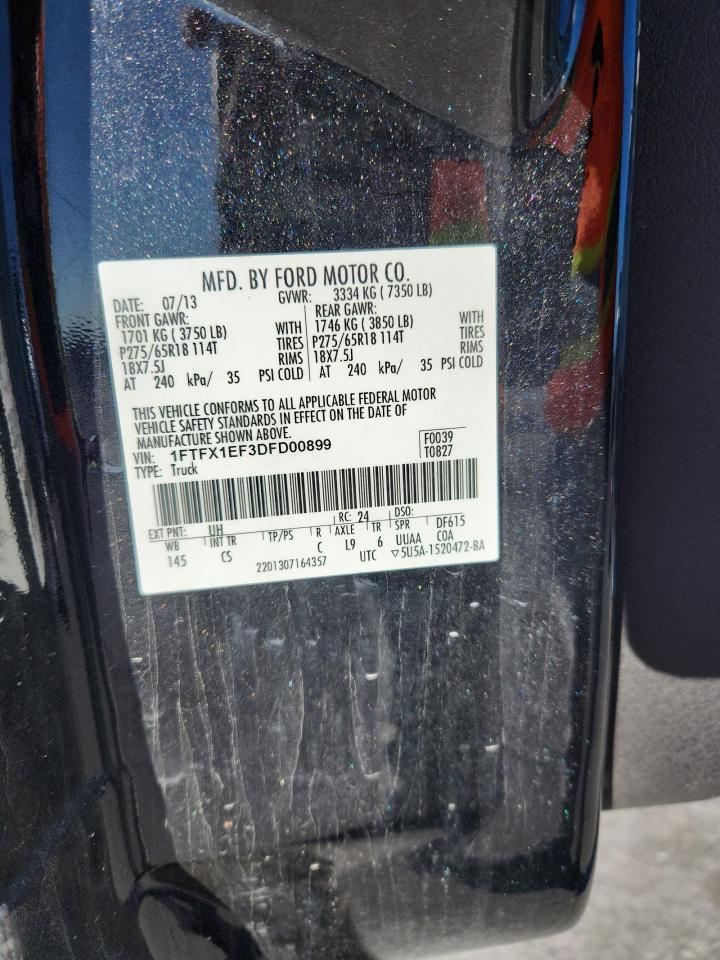 MFD. BY FORD MOTOR CO.
DATE: 07/13 GVWR: 3334 KG ( 7350 LB)
FRONT GAWR: REAR GAWR:
1701 KG ( 3750 LB) WITH 1746 KG ( 3850 LB) WITH
P275/65R18 114T TIRES P275/65R18 114T TIRES
18X7.5J RIMS 18X7.5J RIMS
AT 240 kPa/ 35 PSI COLD AT 240 kPa/ 35 PSI COLD
THIS VEHICLE CONFORMS TO ALL APPLICABLE FEDERAL MOTOR
VEHICLE SAFETY STANDARDS IN EFFECT ON THE DATE OF
MANUFACTURE SHOWN ABOVE.
VIN: 1FTFX1EF3DFD00899 F0039
TYPE: Truck T0827
EXT PNT: UH RC: 24 DSO:
WB INT TR TP/PS R AXLE TR SPR DF615
145 CS C L9 6 UUAA COA
2201307164357 UTC ▽5U5A-1520472-BA